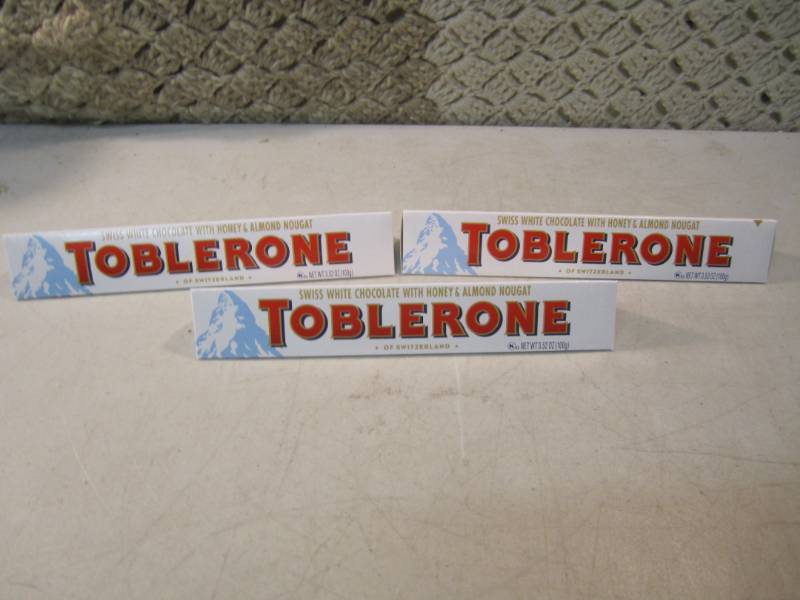 SWISS WHITE CHOCOLATE WITH HONEY & ALMOND NOUGAT
TOBLERONE
OF SWITZERLAND
NET WT 3.52 OZ (100g)
SWISS WHITE CHOCOLATE WITH HONEY & ALMOND NOUGAT
TOBLERONE
OF SWITZERLAND
NET WT 3.52 OZ (100g)
SWISS WHITE CHOCOLATE WITH HONEY & ALMOND NOUGAT
TOBLERONE
OF SWITZERLAND
NET WT 3.52 OZ (100g)